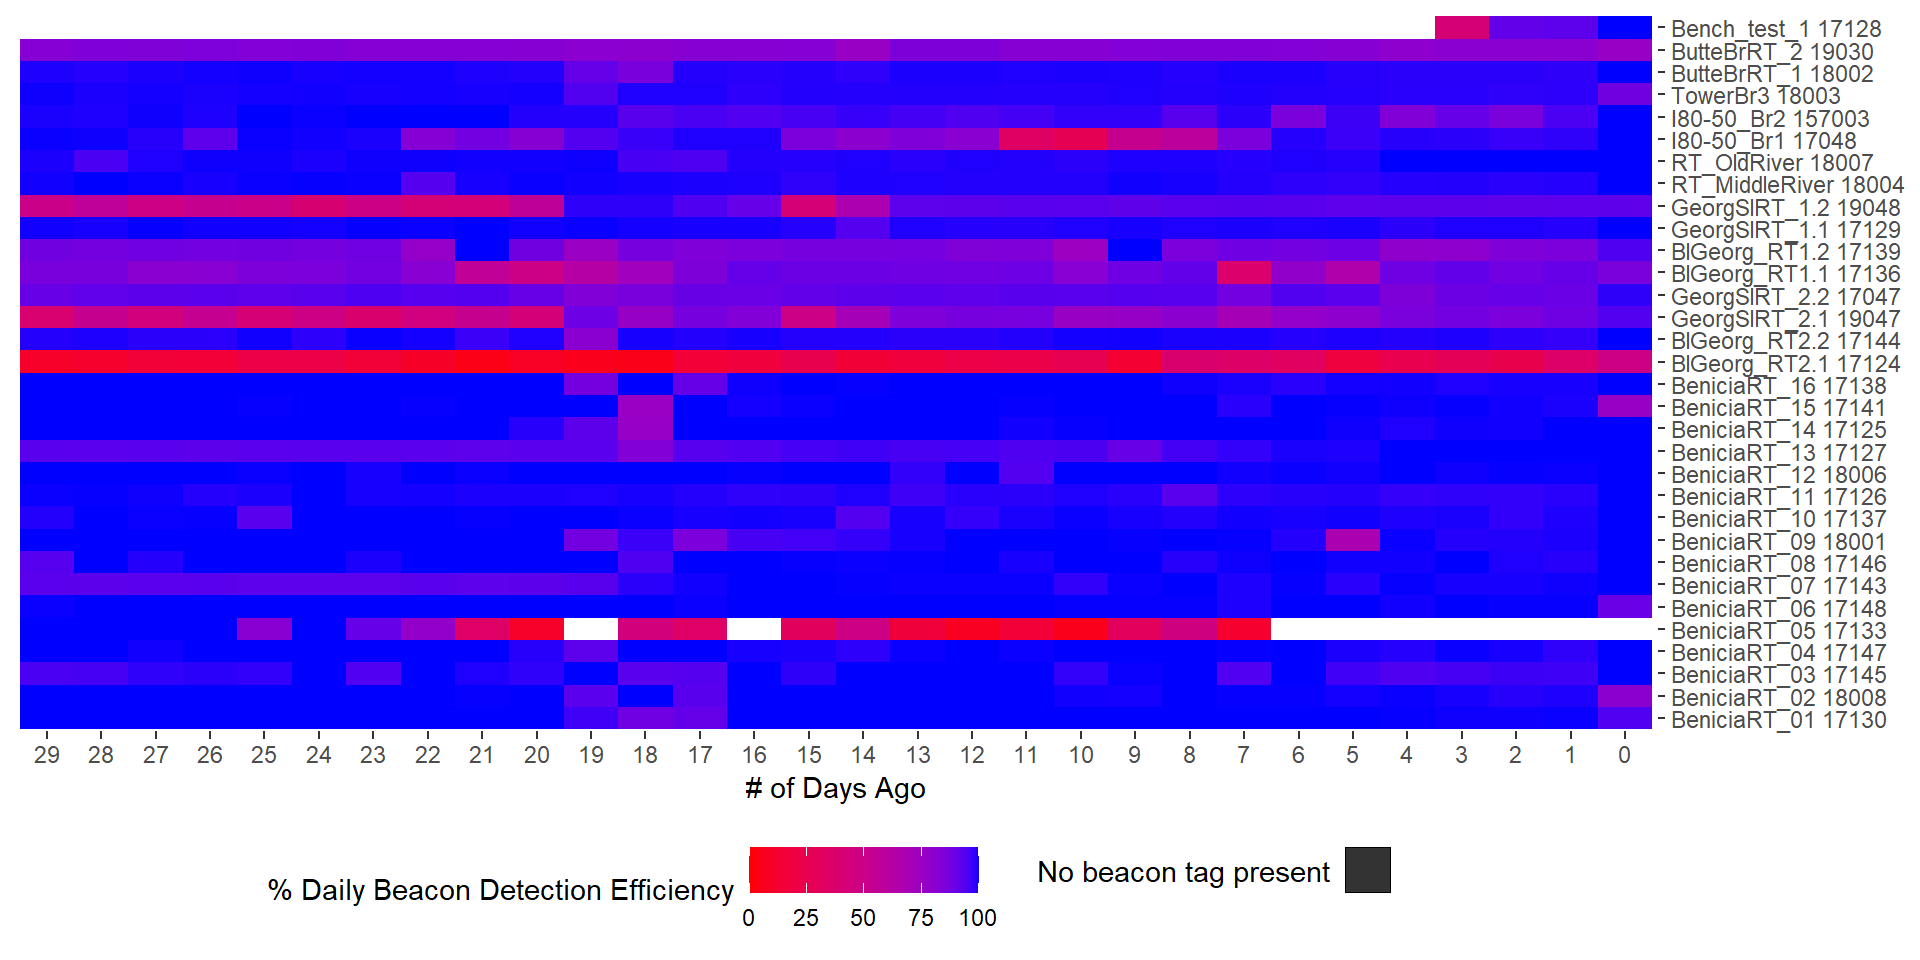 Bench_test_1 17128
ButteBrRT_2 19030
ButteBrRT_1 18002
TowerBr3 18003
I80-50_Br2 157003
I80-50_Br1 17048
RT_OldRiver 18007
RT_MiddleRiver 18004
GeorgSlRT_1.2 19048
GeorgSlRT_1.1 17129
BlGeorg_RT1.2 17139
BlGeorg_RT1.1 17136
GeorgSlRT_2.2 17047
GeorgSlRT_2.1 19047
BlGeorg_RT2.2 17144
BlGeorg_RT2.1 17124
BeniciaRT_16 17138
BeniciaRT_15 17141
BeniciaRT_14 17125
BeniciaRT_13 17127
BeniciaRT_12 18006
BeniciaRT_11 17126
BeniciaRT_10 17137
BeniciaRT_09 18001
BeniciaRT_08 17146
BeniciaRT_07 17143
BeniciaRT_06 17148
BeniciaRT_05 17133
BeniciaRT_04 17147
BeniciaRT_03 17145
BeniciaRT_02 18008
BeniciaRT_01 17130
29 28 27 26 25 24 23 22 21 20 19 18 17 16 15 14 13 12 11 10 9 8 7 6 5 4 3 2 1 0
# of Days Ago
% Daily Beacon Detection Efficiency
0 25 50 75 100
No beacon tag present